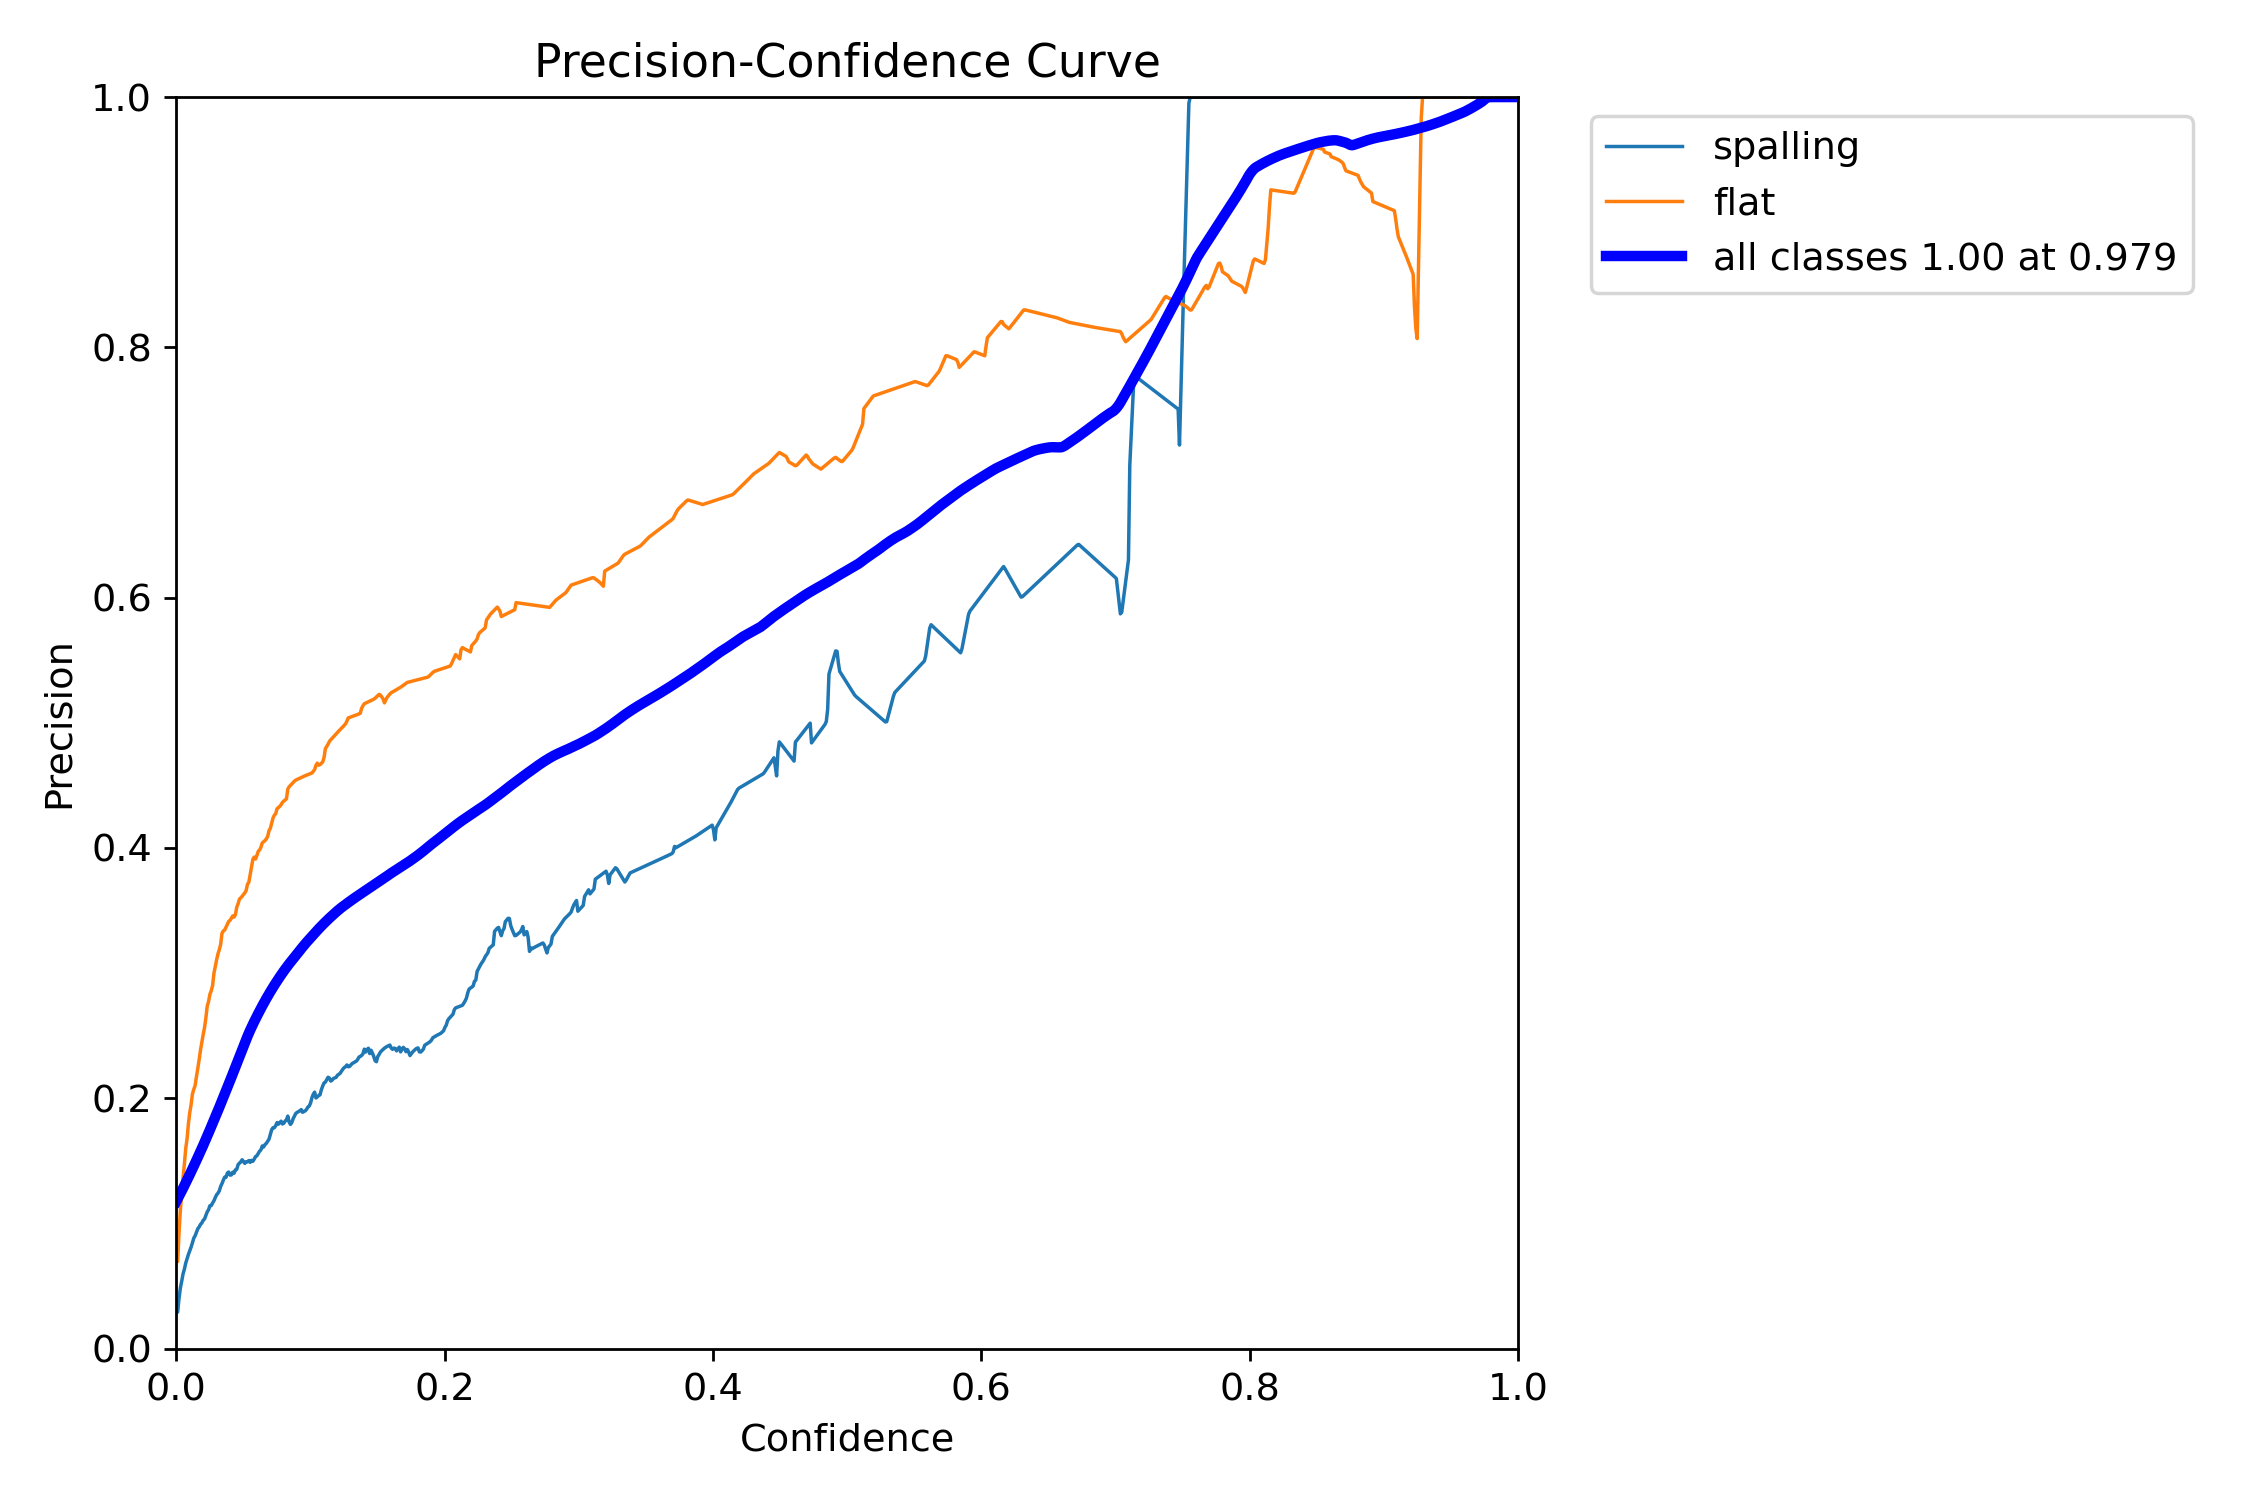 Precision-Confidence Curve
1.0
0.8
0.6
0.4
0.2
0.0
Precision
0.0 0.2 0.4 0.6 0.8 1.0
Confidence
spalling
flat
all classes 1.00 at 0.979